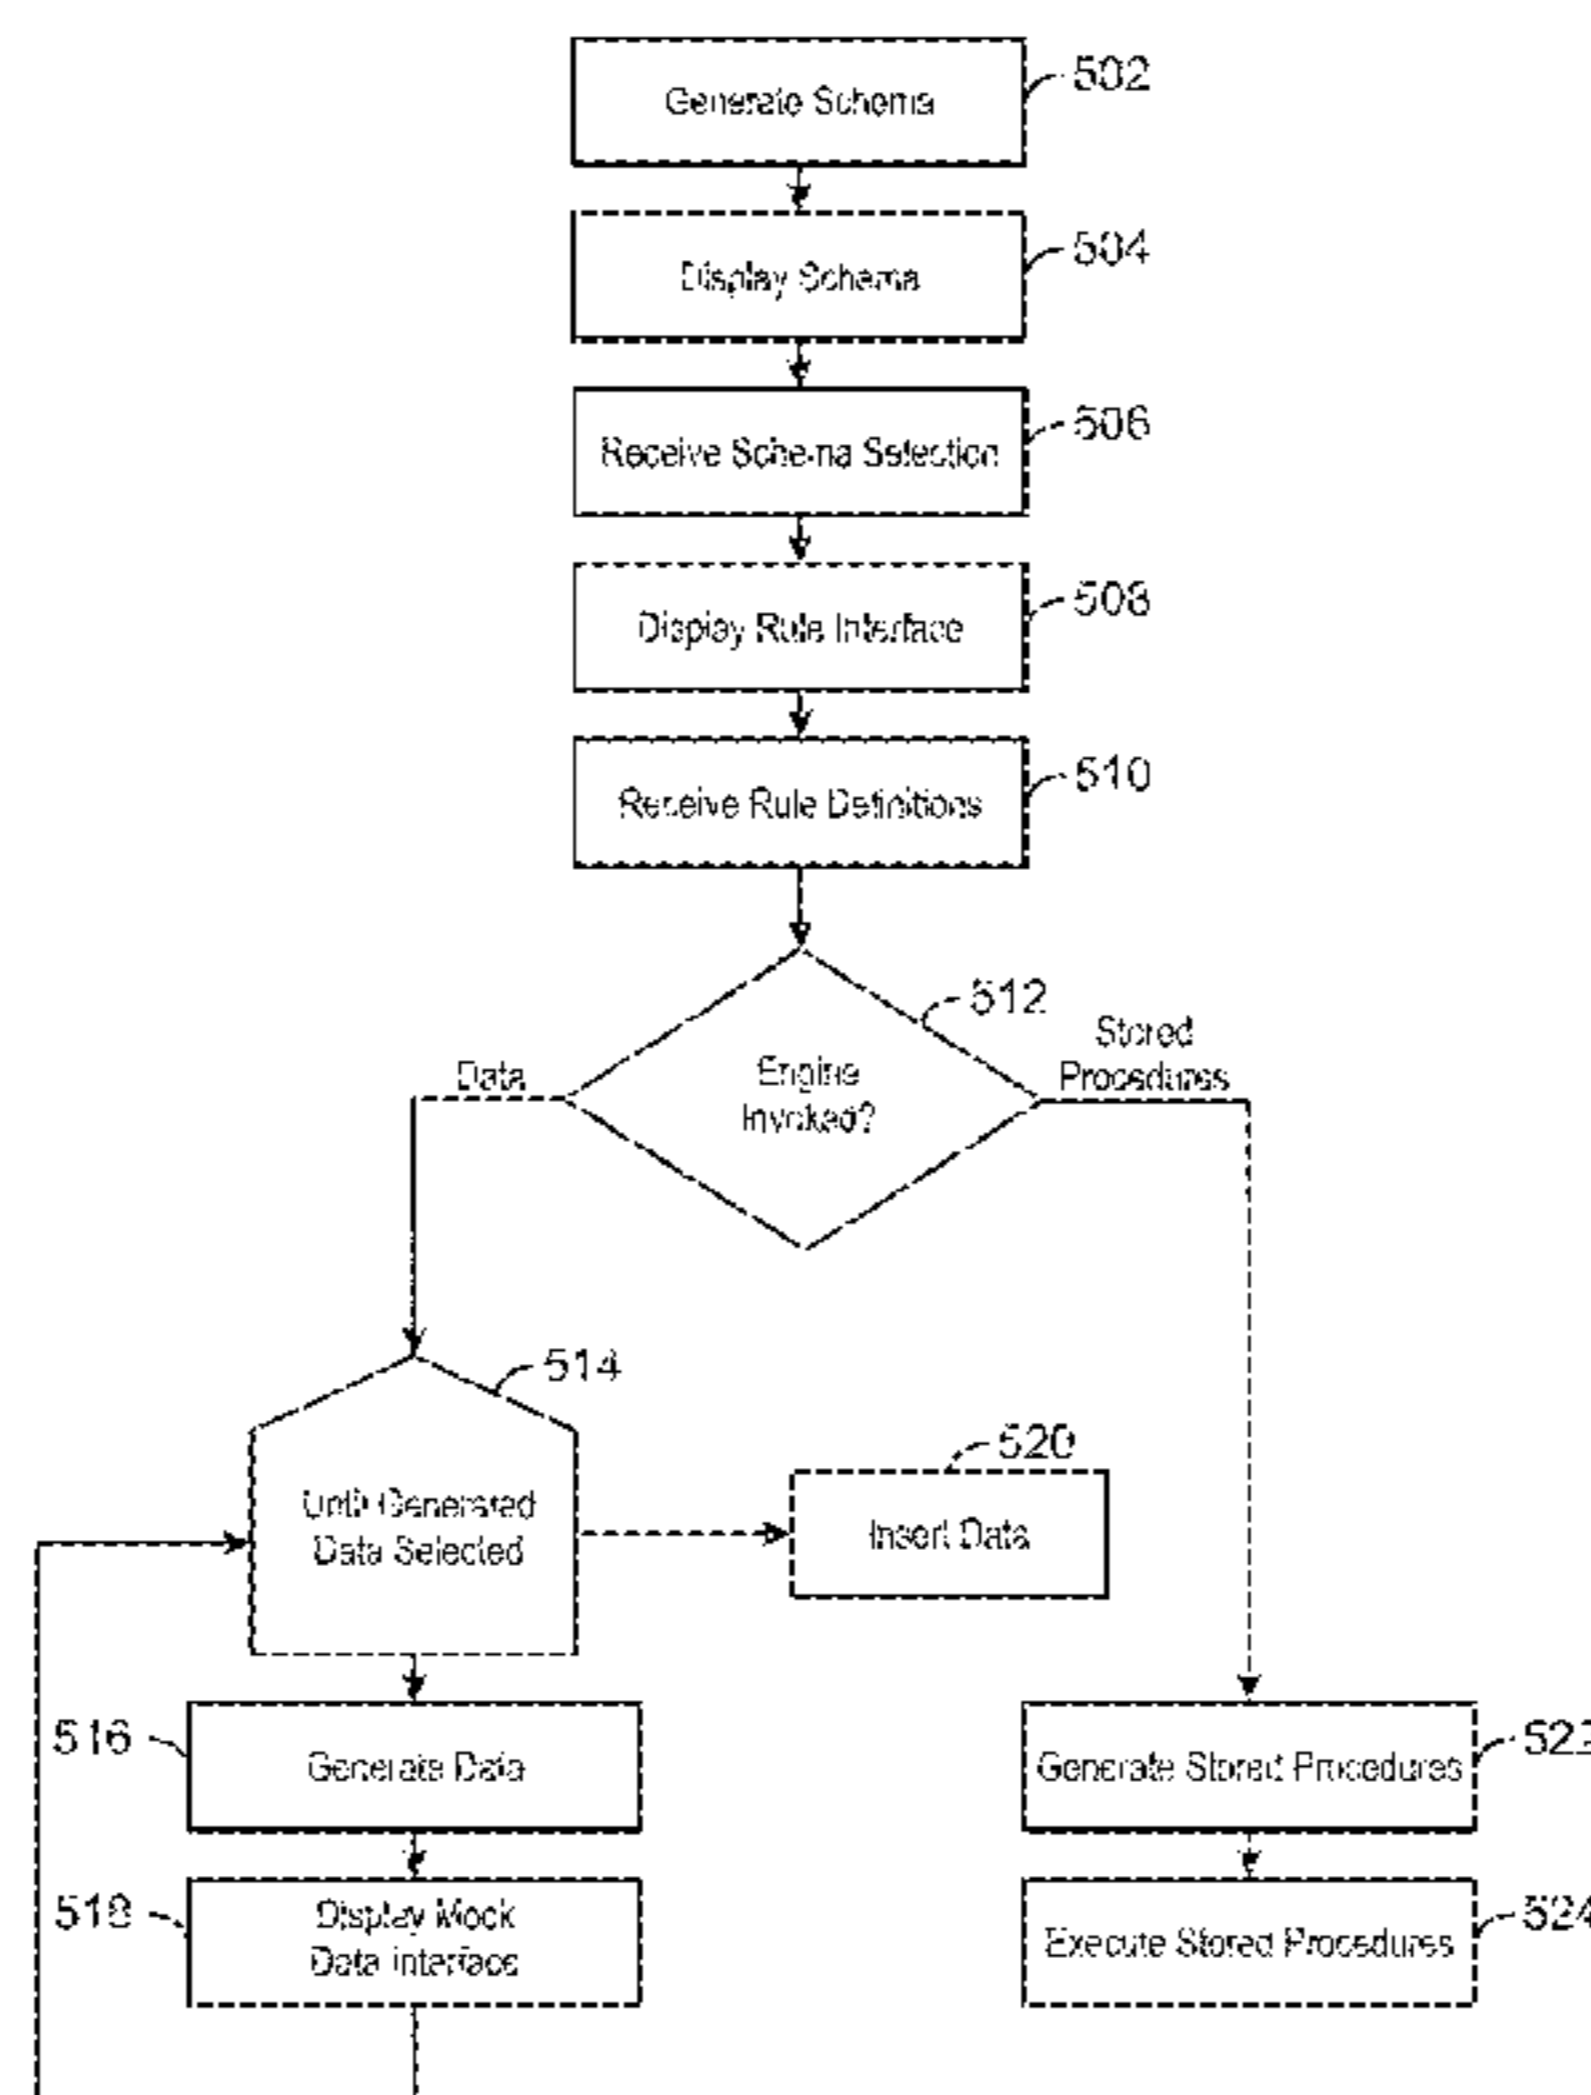 Generate Schema
502
Display Schema
504
Receive Schema Selection
506
Display Rule Interface
508
Receive Rule Definitions
510
512
Data
Engine
Invoked?
Stored
Procedures
514
Until Generated
Data Selected
520
Insert Data
516
Generate Data
Generate Stored Procedures
522
518
Display Mock
Data Interface
Execute Stored Procedures
524